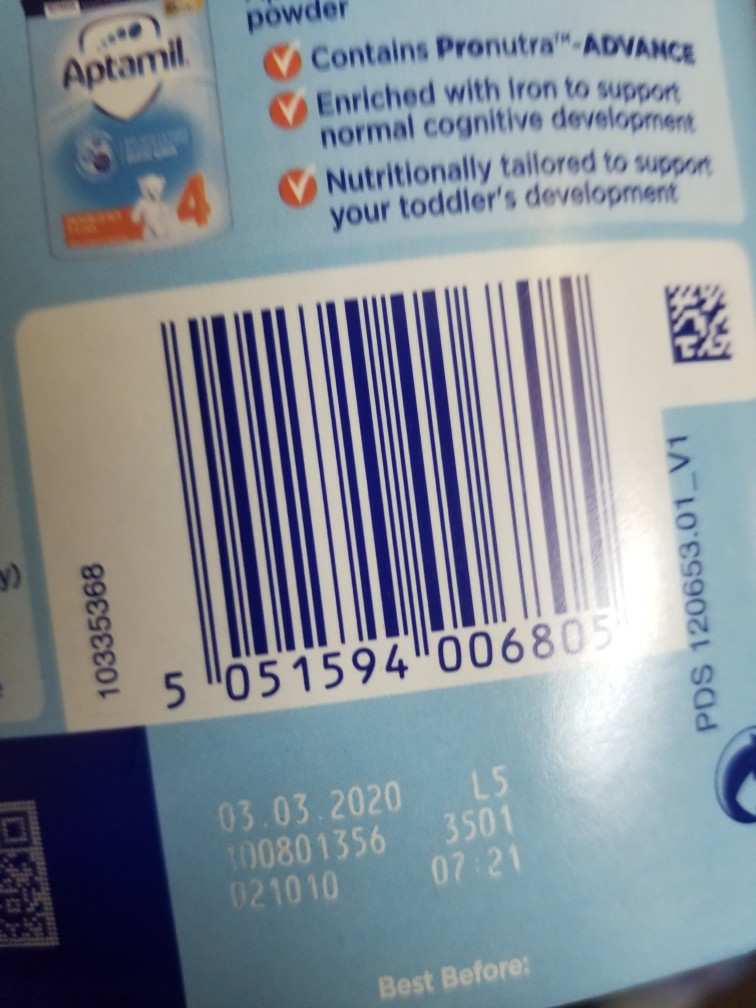 powder
Contains Pronutra™-ADVANCE
Enriched with Iron to support
normal cognitive development
Nutritionally tailored to support
your toddler's development
Aptamil
4
10335368
5 051594 006805
PDS 120653.01_V1
03.03.2020 L5
100801356 3501
021010 07:21
Best Before:
y)